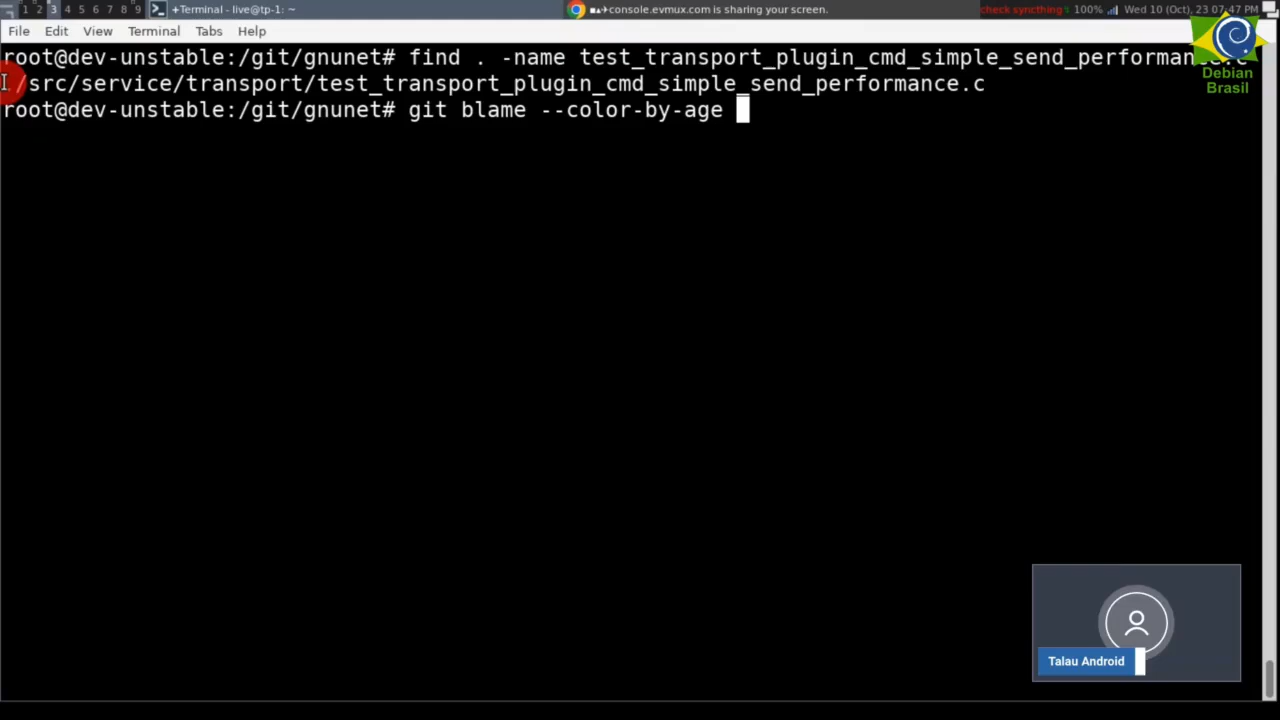 1 2 3 4 5 6 7 8 9 +Terminal - live@tp-1: ~ console.evmux.com is sharing your screen. check syncthing 100% Wed 10 (Oct), 23 07:47 PM
File Edit View Terminal Tabs Help
root@dev-unstable:/git/gnunet# find . -name test_transport_plugin_cmd_simple_send_performance.c
/src/service/transport/test_transport_plugin_cmd_simple_send_performance.c
root@dev-unstable:/git/gnunet# git blame --color-by-age
Debian
Brasil
Talau Android